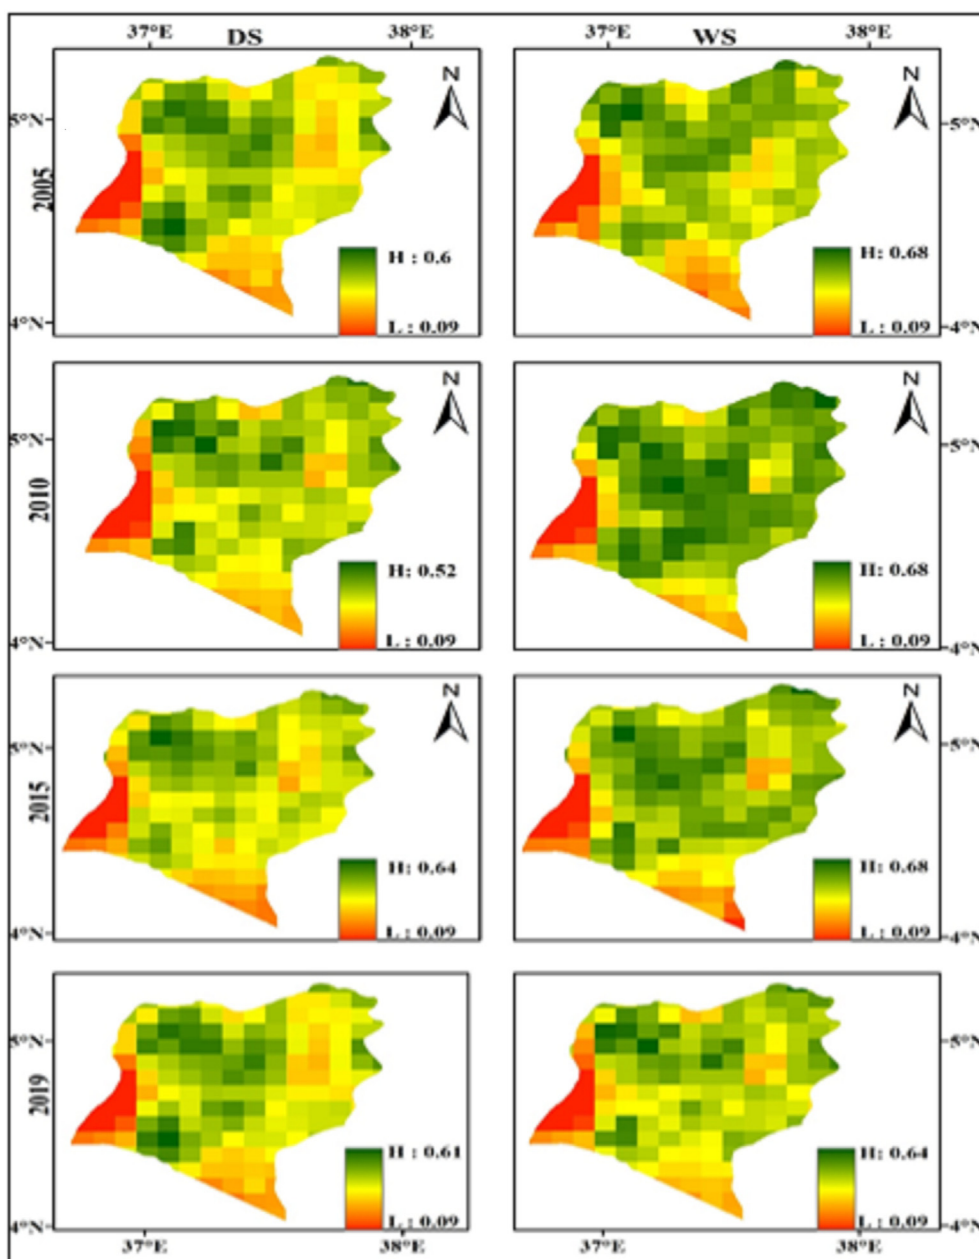 37°E DS 38°E 37°E WS 38°E
N N
5°N 5°N
2005
H : 0.6 H: 0.68
L : 0.09 L : 0.09
4°N 4°N
N N
5°N 5°N
2010
H: 0.52 H: 0.68
L : 0.09 L : 0.09
4°N 4°N
N N
5°N 5°N
2015
H: 0.64 H: 0.68
L : 0.09 L : 0.09
4°N 4°N
5°N 5°N
2019
H : 0.61 H: 0.64
L : 0.09 L : 0.09
4°N 4°N
37°E 38°E 37°E 38°E